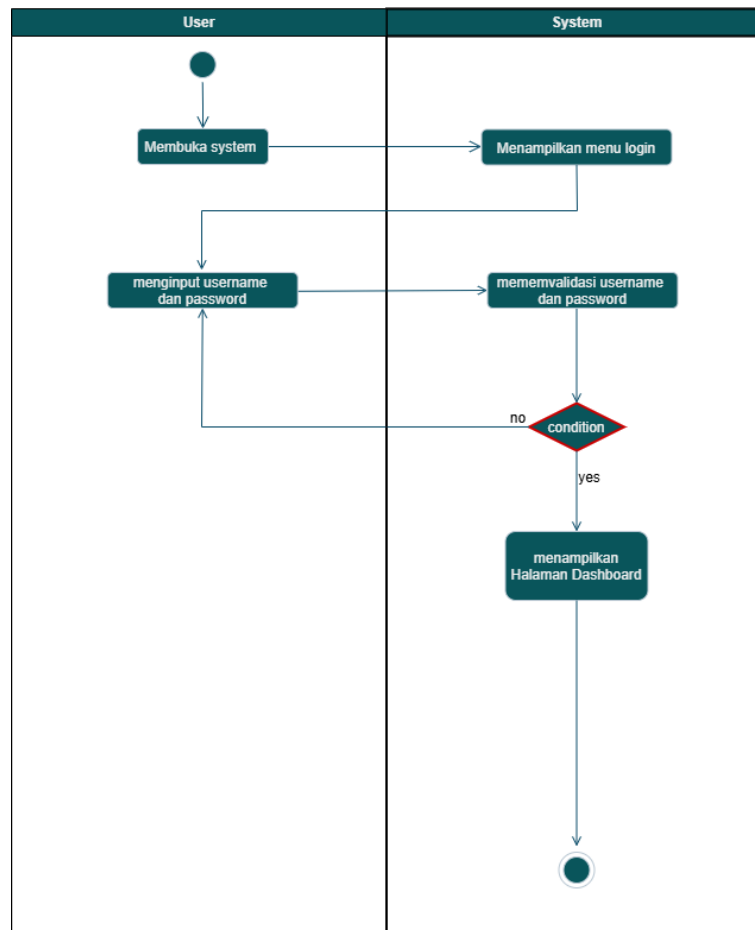 User
System
Membuka system
Menampilkan menu login
menginput username
dan password
mememvalidasi username
dan password
no
condition
yes
menampilkan
Halaman Dashboard